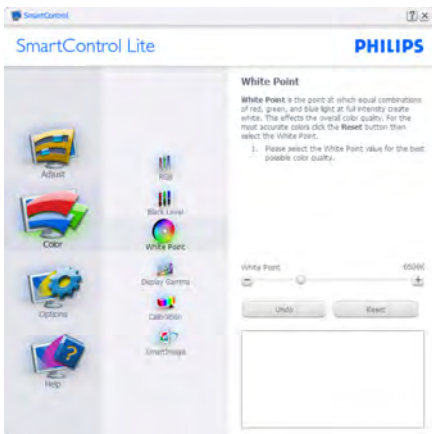 SmartControl
SmartControl Lite
PHILIPS
Adjust
Color
Options
Help
RGB
Black Level
White Point
Display Gamma
Calibration
SmartImage
White Point
White Point is the point at which equal combinations
of red, green, and blue light at full intensity create
white. This effects the overall color quality. For the
most accurate colors click the Reset button then
select the White Point.
1. Please select the White Point value for the best
possible color quality.
White Point 6506K
Undo Reset